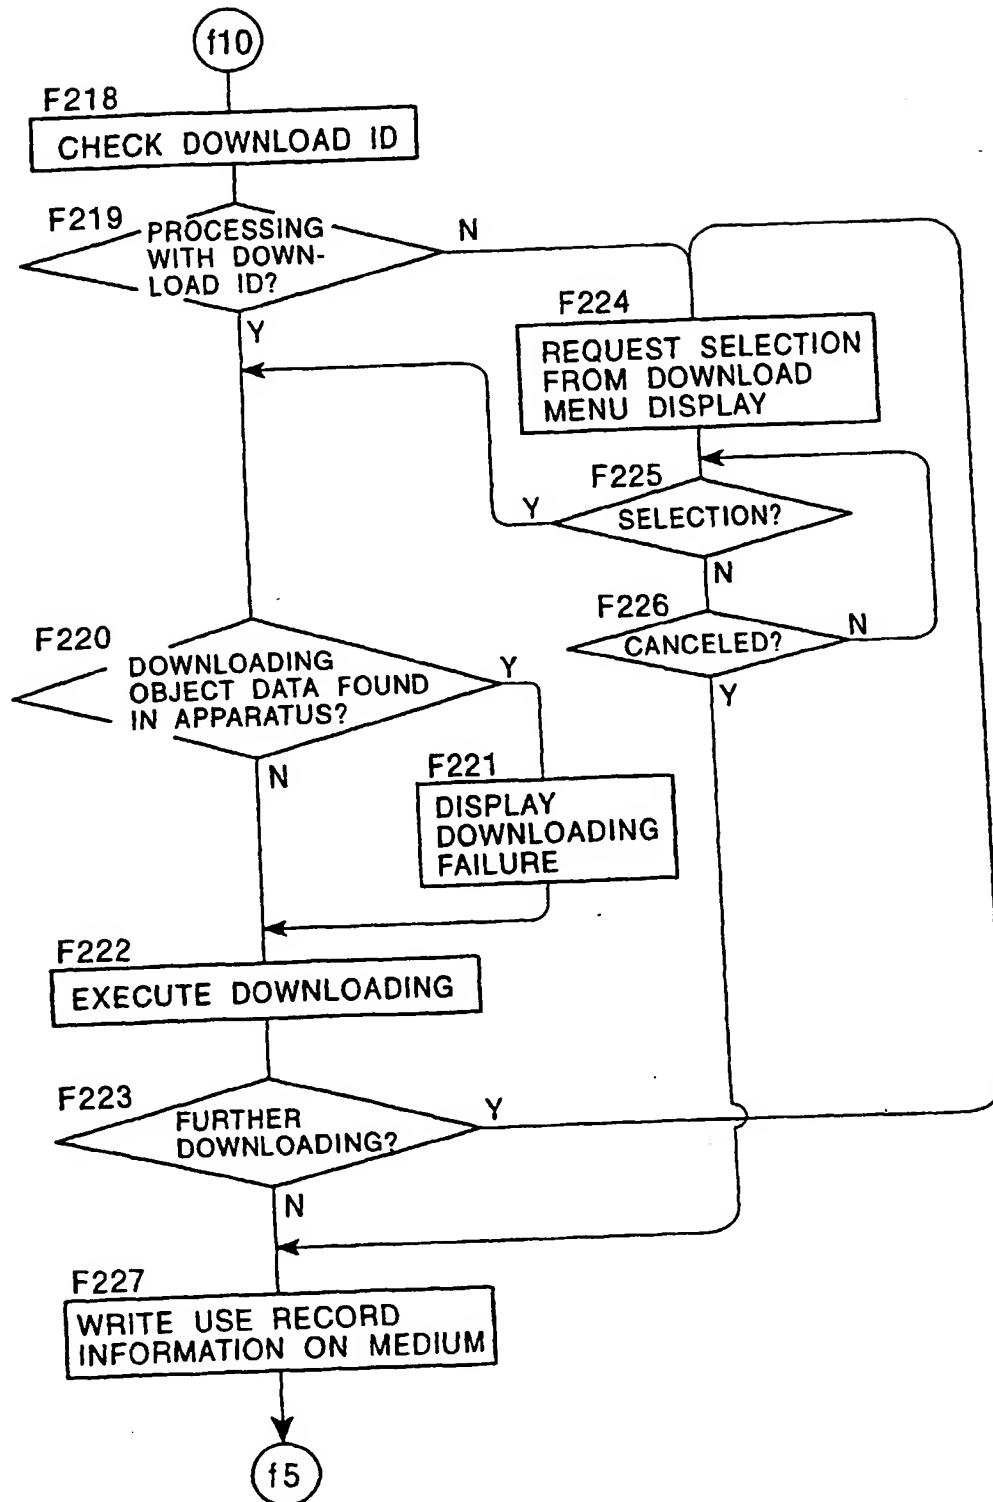 f10
F218
CHECK DOWNLOAD ID
F219
PROCESSING
WITH DOWN-
LOAD ID?
N
Y
F224
REQUEST SELECTION
FROM DOWNLOAD
MENU DISPLAY
F225
SELECTION?
Y
N
F226
CANCELED?
N
Y
F220
DOWNLOADING
OBJECT DATA FOUND
IN APPARATUS?
Y
N
F221
DISPLAY
DOWNLOADING
FAILURE
F222
EXECUTE DOWNLOADING
F223
FURTHER
DOWNLOADING?
Y
N
F227
WRITE USE RECORD
INFORMATION ON MEDIUM
f5